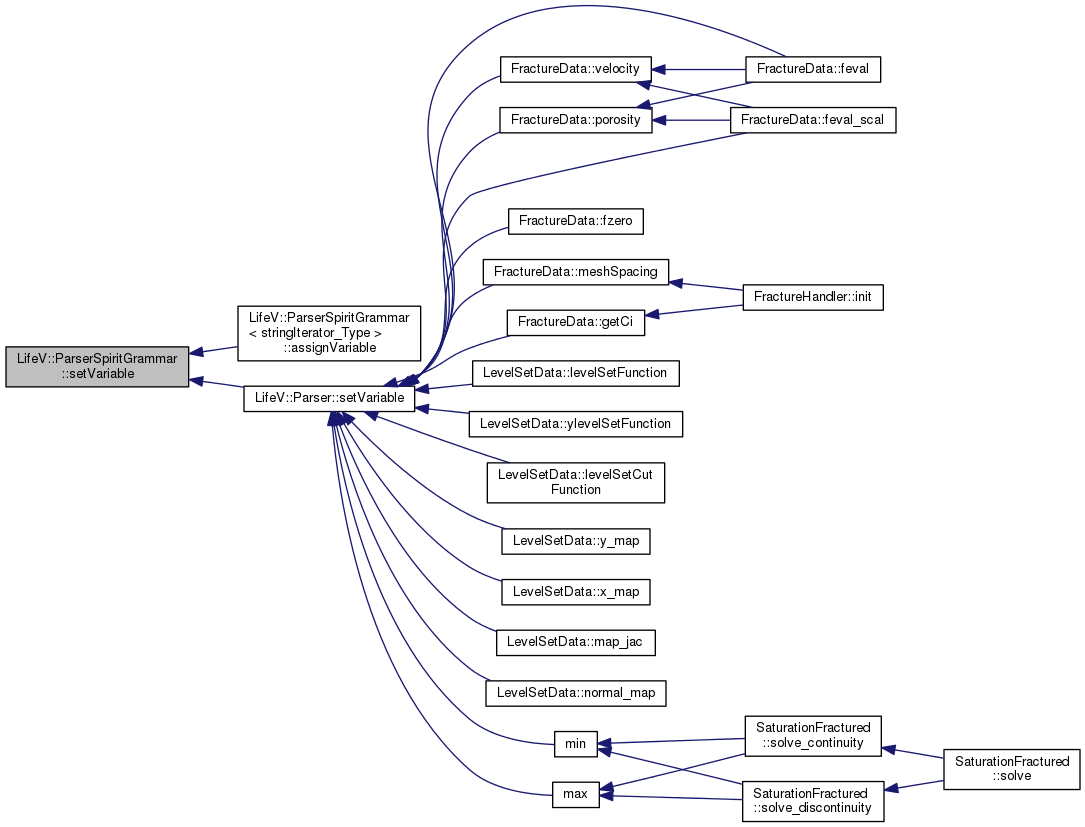 FractureData::velocity
FractureData::feval
FractureData::porosity
FractureData::feval_scal
FractureData::fzero
FractureData::meshSpacing
FractureHandler::init
FractureData::getCi
LifeV::ParserSpiritGrammar
< stringIterator_Type >
::assignVariable
LifeV::ParserSpiritGrammar
::setVariable
LifeV::Parser::setVariable
LevelSetData::levelSetFunction
LevelSetData::ylevelSetFunction
LevelSetData::levelSetCut
Function
LevelSetData::y_map
LevelSetData::x_map
LevelSetData::map_jac
LevelSetData::normal_map
min
SaturationFractured
::solve_continuity
max
SaturationFractured
::solve_discontinuity
SaturationFractured
::solve